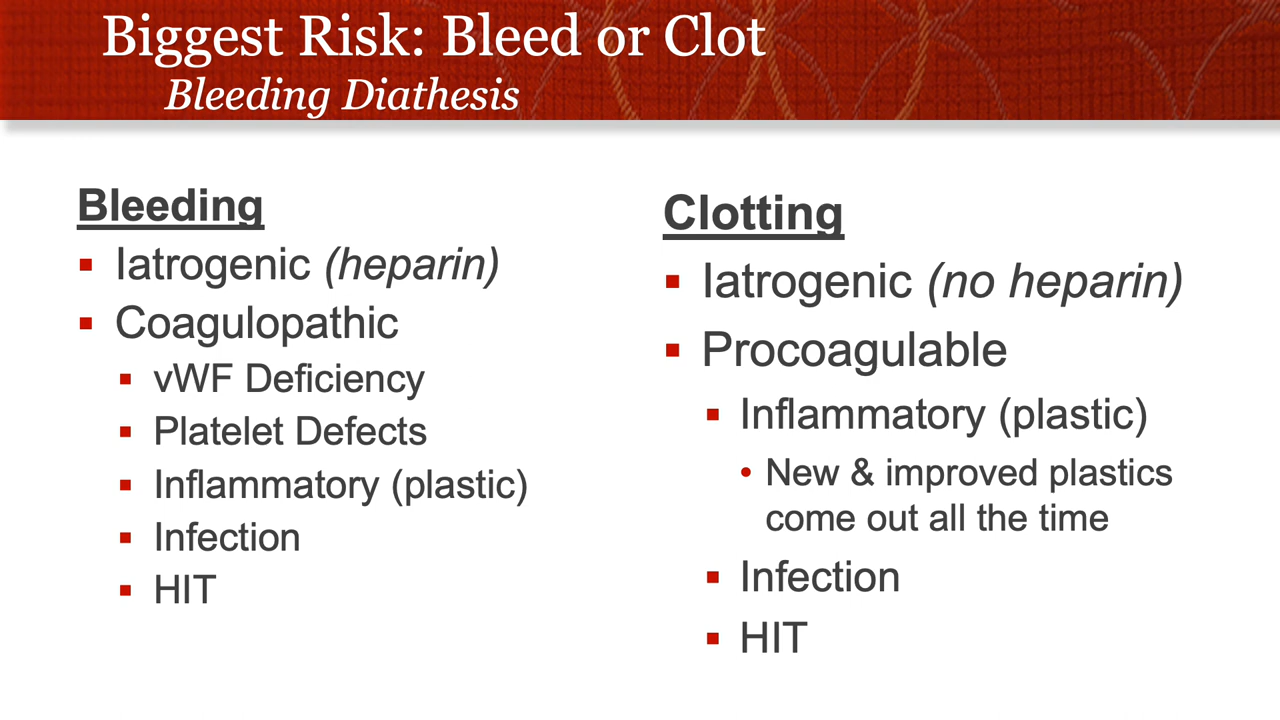 Biggest Risk: Bleed or Clot
Bleeding Diathesis
Bleeding
Iatrogenic (heparin)
Coagulopathic
vWF Deficiency
Platelet Defects
Inflammatory (plastic)
Infection
HIT
Clotting
Iatrogenic (no heparin)
Procoagulable
Inflammatory (plastic)
New & improved plastics
come out all the time
Infection
HIT